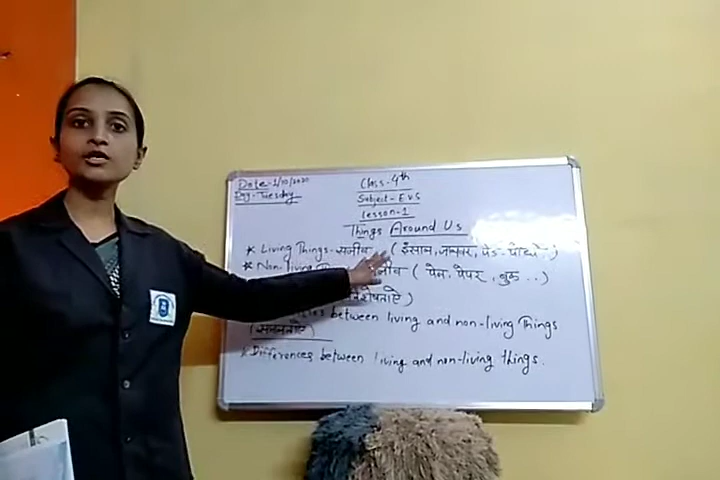 Date - 1/10/2020
Day - Tuesday
Class - 4th
Subject - EVS
Lesson - 1
Things Around Us
* Living Things - सजीव (इंसान, जानवर, पेड़-पौधे..)
* Non-living (पेन, पेपर, बुक ..)
between living and non-living Things
* Differences between living and non-living things.